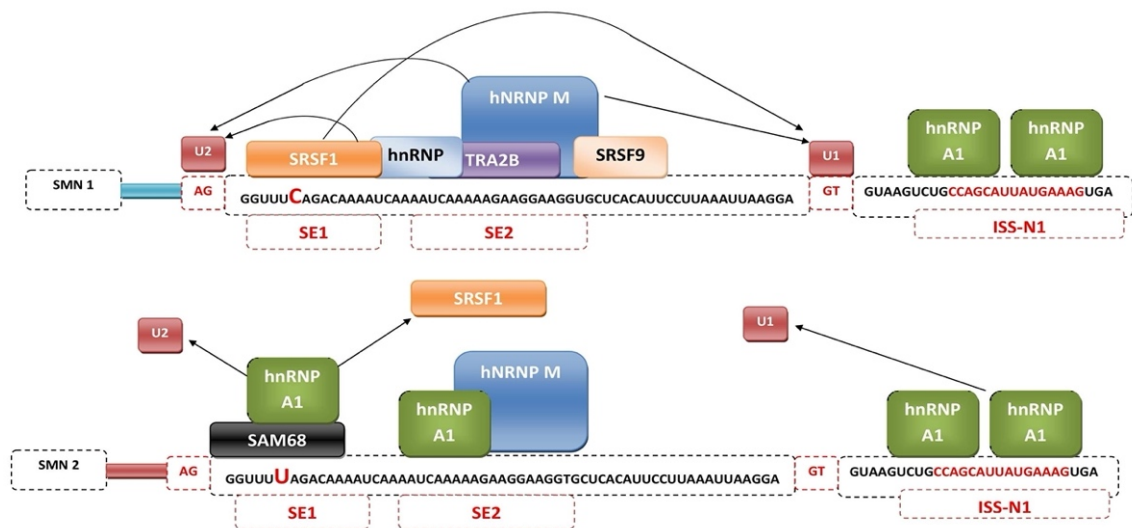 hNRNP M
hnRNP
A1
hnRNP
A1
U2
SRSF1
hnRNP
TRA2B
SRSF9
U1
SMN 1
AG
GGUUUCAGACAAAAUCAAAAUCAAAAAGAAGGAAGGUGCUCACAUUCCUUAAAUUAAGGA
GT
GUAAGUCUGCCAGCAUUAUGAAAGUGA
SE1
SE2
ISS-N1
SRSF1
U2
U1
hnRNP
A1
hNRNP M
hnRNP
A1
hnRNP
A1
hnRNP
A1
SAM68
SMN 2
AG
GGUUUUAGACAAAAUCAAAAUCAAAAAGAAGGAAGGTGCUCACAUUCCUUAAAUUAAGGA
GT
GUAAGUCUGCCAGCAUUAUGAAAGUGA
SE1
SE2
ISS-N1